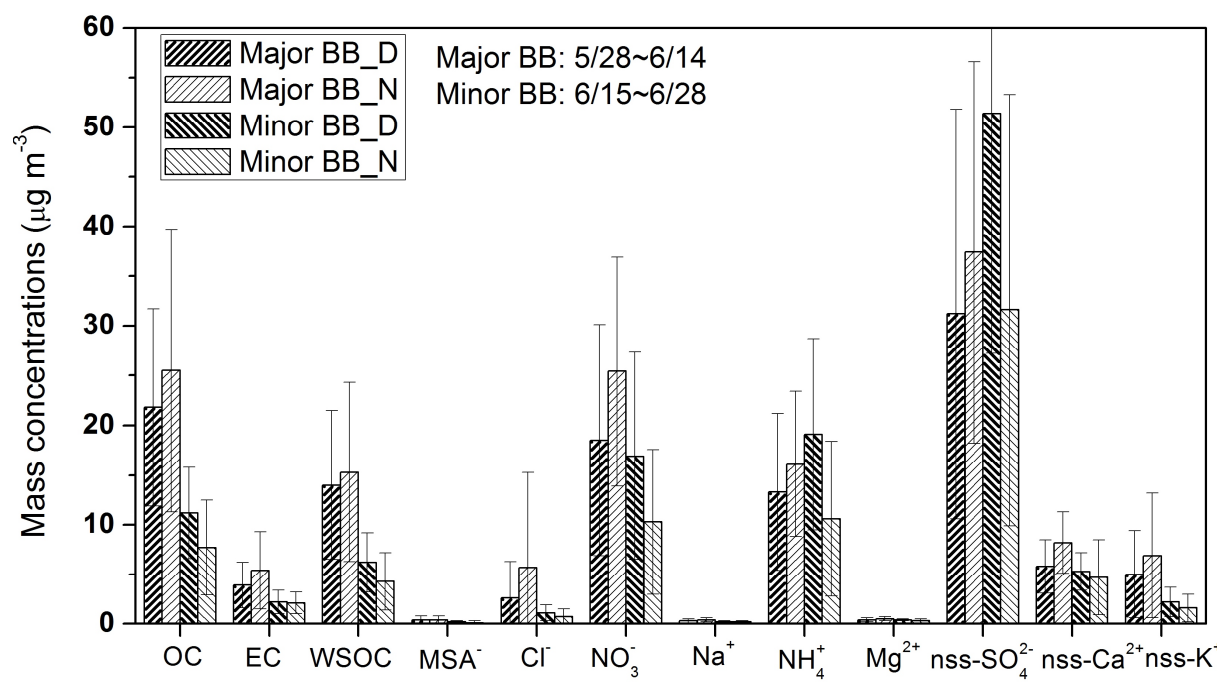 60
50
40
30
20
10
0
Mass concentrations (μg m⁻³)
Major BB_D
Major BB_N
Minor BB_D
Minor BB_N
Major BB: 5/28~6/14
Minor BB: 6/15~6/28
OC EC WSOC MSA⁻ Cl⁻ NO₃⁻ Na⁺ NH₄⁺ Mg²⁺ nss-SO₄²⁻ nss-Ca²⁺ nss-K⁻